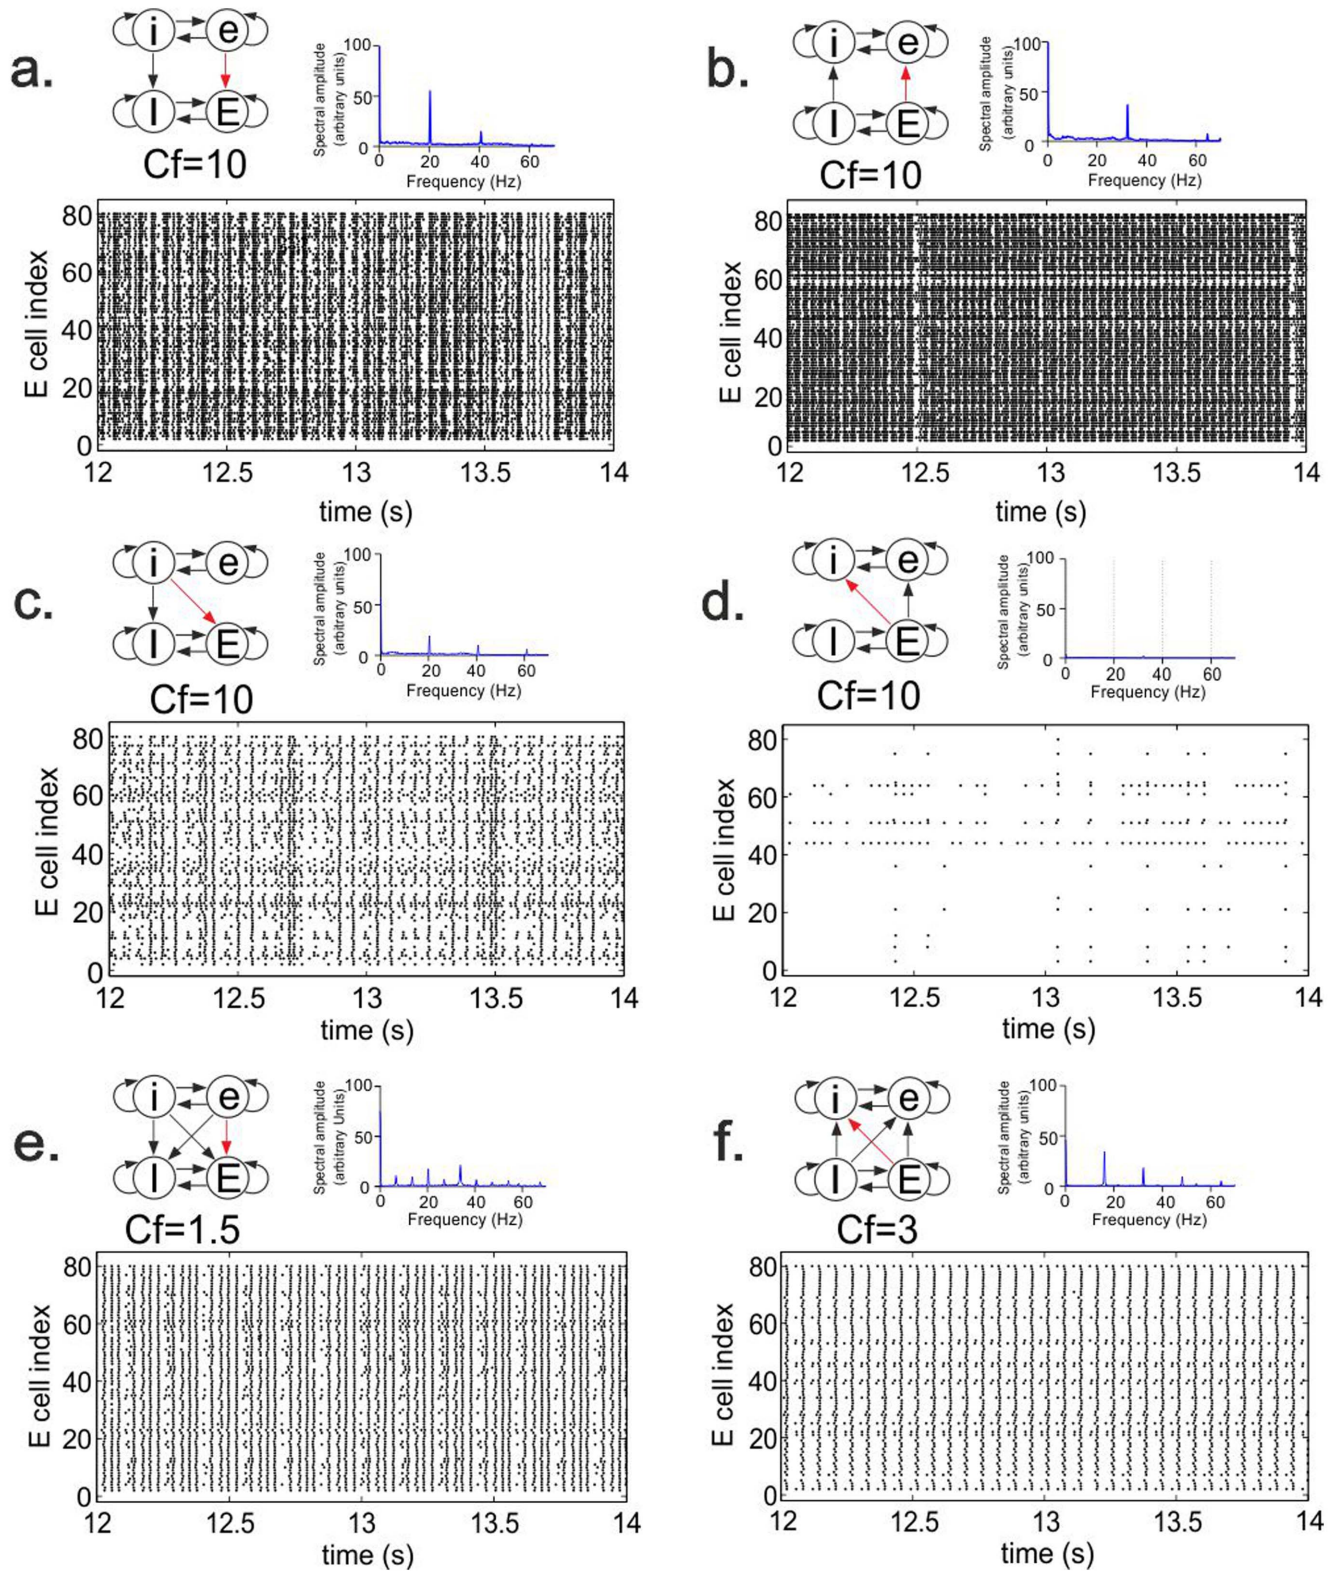 a.
i e
I E
Cf=10
Spectral amplitude
(arbitrary units)
100
50
0
0 20 40 60
Frequency (Hz)
E cell index
80
60
40
20
0
12 12.5 13 13.5 14
time (s)
b.
i e
I E
Cf=10
Spectral amplitude
(arbitrary units)
100
50
0
0 20 40 60
Frequency (Hz)
E cell index
80
60
40
20
0
12 12.5 13 13.5 14
time (s)
c.
i e
I E
Cf=10
Spectral amplitude
(arbitrary units)
100
50
0
0 20 40 60
Frequency (Hz)
E cell index
80
60
40
20
0
12 12.5 13 13.5 14
time (s)
d.
i e
I E
Cf=10
Spectral amplitude
(arbitrary units)
100
50
0
0 20 40 60
Frequency (Hz)
E cell index
80
60
40
20
0
12 12.5 13 13.5 14
time (s)
e.
i e
I E
Cf=1.5
Spectral amplitude
(arbitrary Units)
100
50
0
0 20 40 60
Frequency (Hz)
E cell index
80
60
40
20
0
12 12.5 13 13.5 14
time (s)
f.
i e
I E
Cf=3
Spectral amplitude
(arbitrary units)
100
50
0
0 20 40 60
Frequency (Hz)
E cell index
80
60
40
20
0
12 12.5 13 13.5 14
time (s)